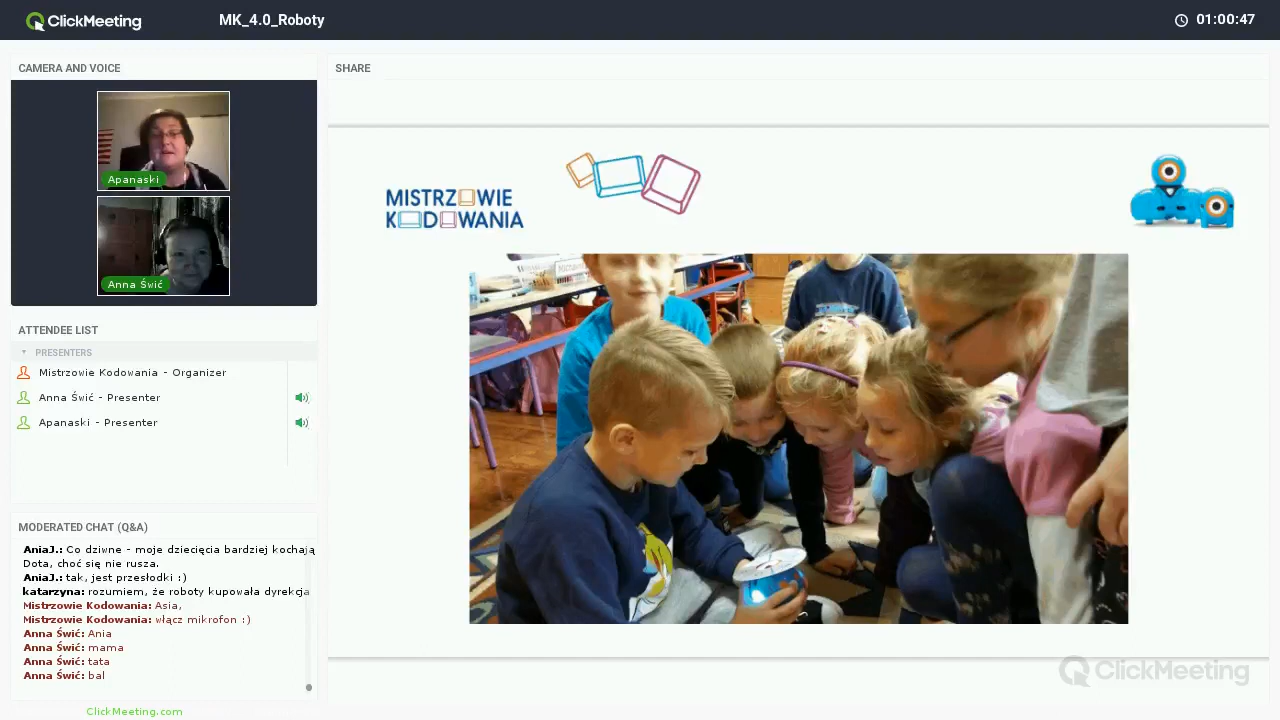 ClickMeeting
MK_4.0_Roboty
01:00:47
CAMERA AND VOICE
Apanaski
Anna Świć
ATTENDEE LIST
PRESENTERS
Mistrzowie Kodowania - Organizer
Anna Świć - Presenter
Apanaski - Presenter
MODERATED CHAT (Q&A)
AniaJ.: Co dziwne - moje dziecięcia bardziej kochają
Dota, choć się nie rusza.
AniaJ.: tak, jest przesłodki :)
katarzyna: rozumiem, że roboty kupowała dyrekcja
Mistrzowie Kodowania: Asia,
Mistrzowie Kodowania: włącz mikrofon :)
Anna Świć: Ania
Anna Świć: mama
Anna Świć: tata
Anna Świć: bal
ClickMeeting.com
SHARE
MISTRZOWIE
KODOWANIA
ClickMeeting